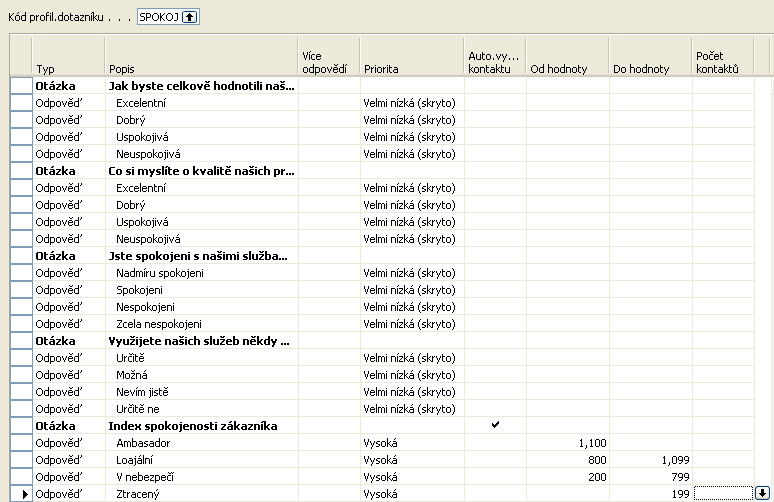 Kód profil.dotazníku . . . SPOKOJ
Typ Popis Více odpovědí Priorita Auto.vy... kontaktu Od hodnoty Do hodnoty Počet kontaktů
Otázka Jak byste celkově hodnotili naš...
Odpověď Excelentní Velmi nízká (skryto)
Odpověď Dobrý Velmi nízká (skryto)
Odpověď Uspokojivá Velmi nízká (skryto)
Odpověď Neuspokojivá Velmi nízká (skryto)
Otázka Co si myslíte o kvalitě našich pr...
Odpověď Excelentní Velmi nízká (skryto)
Odpověď Dobrý Velmi nízká (skryto)
Odpověď Uspokojivá Velmi nízká (skryto)
Odpověď Neuspokojivá Velmi nízká (skryto)
Otázka Jste spokojeni s našimi služba...
Odpověď Nadmíru spokojeni Velmi nízká (skryto)
Odpověď Spokojeni Velmi nízká (skryto)
Odpověď Nespokojeni Velmi nízká (skryto)
Odpověď Zcela nespokojeni Velmi nízká (skryto)
Otázka Využijete našich služeb někdy ...
Odpověď Určitě Velmi nízká (skryto)
Odpověď Možná Velmi nízká (skryto)
Odpověď Nevím jistě Velmi nízká (skryto)
Odpověď Určitě ne Velmi nízká (skryto)
Otázka Index spokojenosti zákazníka ✔
Odpověď Ambasador Vysoká 1,100
Odpověď Loajální Vysoká 800 1,099
Odpověď V nebezpečí Vysoká 200 799
Odpověď Ztracený Vysoká 199